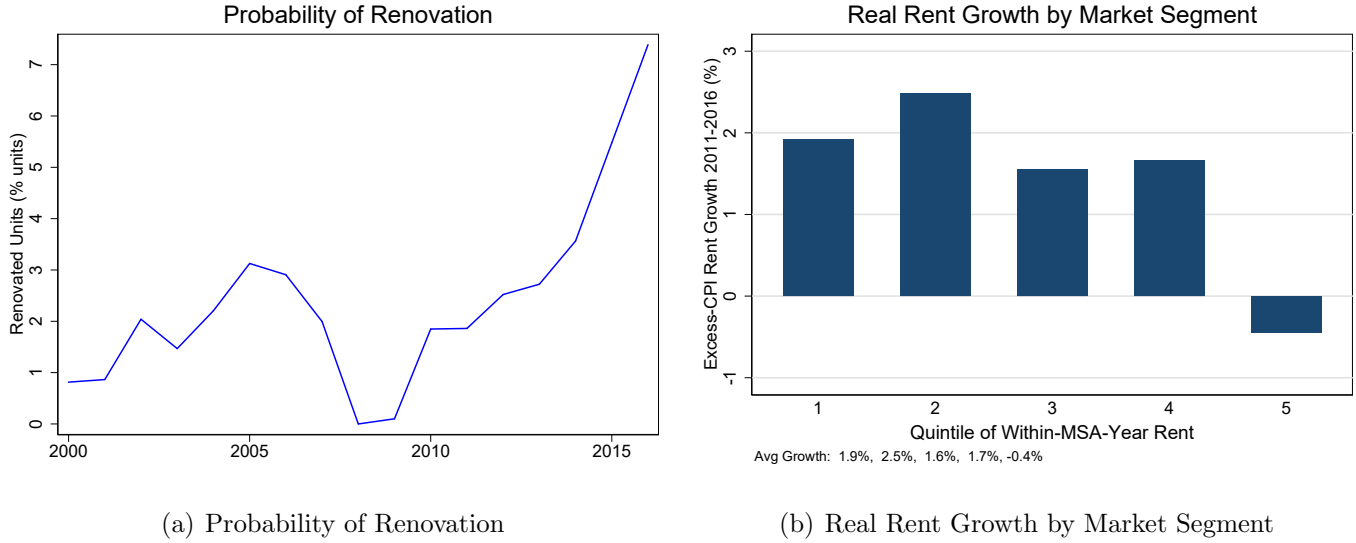 Probability of Renovation
Renovated Units (% units)
7
6
5
4
3
2
1
0
2000 2005 2010 2015
(a) Probability of Renovation
Real Rent Growth by Market Segment
Excess-CPI Rent Growth 2011-2016 (%)
3
2
1
0
-1
1 2 3 4 5
Quintile of Within-MSA-Year Rent
Avg Growth: 1.9%, 2.5%, 1.6%, 1.7%, -0.4%
(b) Real Rent Growth by Market Segment